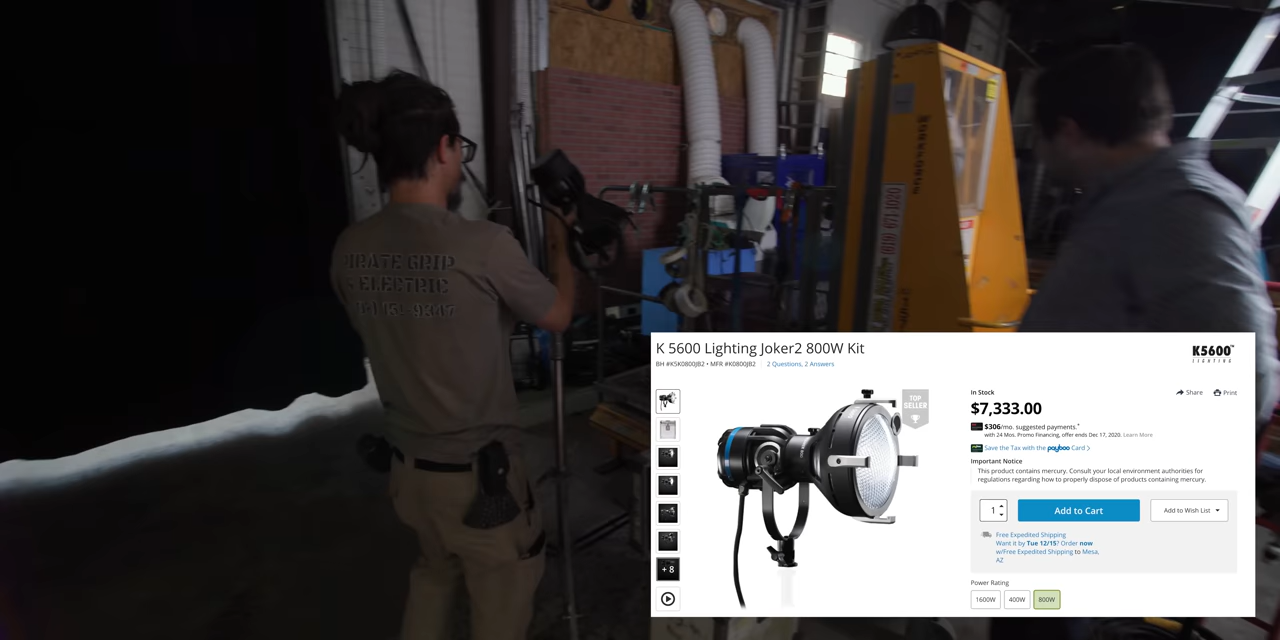 PIRATE GRIP
& ELECTRIC
K 5600 Lighting Joker2 800W Kit
BH #K5K0800JB2 • MFR #K0800JB2
2 Questions, 2 Answers
K5600™
LIGHTING
TOP
SELLER
+ 8
In Stock
Share
Print
$7,333.00
$306/mo. suggested payments.*
with 24 Mos. Promo Financing, offer ends Dec 17, 2020. Learn More
Save the Tax with the payboo Card
Important Notice
This product contains mercury. Consult your local environment authorities for
regulations regarding how to properly dispose of products containing mercury.
1
Add to Cart
Add to Wish List
Free Expedited Shipping
Want it by Tue 12/15? Order now
w/Free Expedited Shipping to Mesa,
AZ
Power Rating
1600W
400W
800W